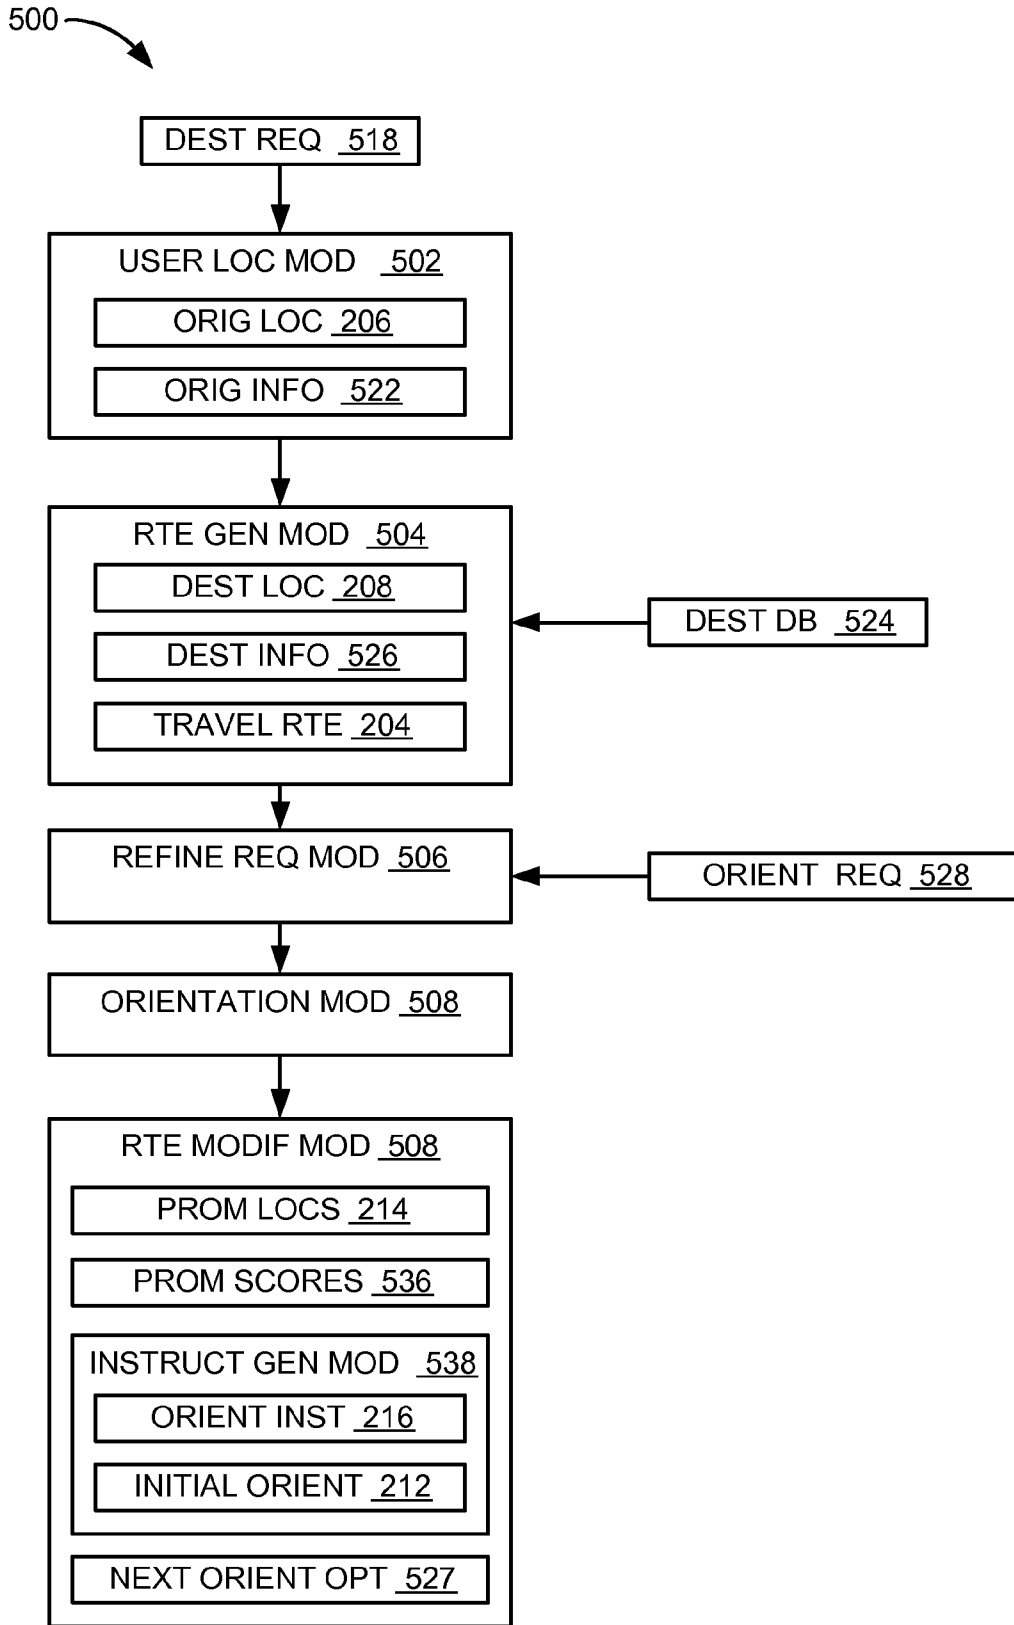 500
DEST REQ 518
USER LOC MOD 502
ORIG LOC 206
ORIG INFO 522
RTE GEN MOD 504
DEST LOC 208
DEST DB 524
DEST INFO 526
TRAVEL RTE 204
REFINE REQ MOD 506
ORIENT REQ 528
ORIENTATION MOD 508
RTE MODIF MOD 508
PROM LOCS 214
PROM SCORES 536
INSTRUCT GEN MOD 538
ORIENT INST 216
INITIAL ORIENT 212
NEXT ORIENT OPT 527